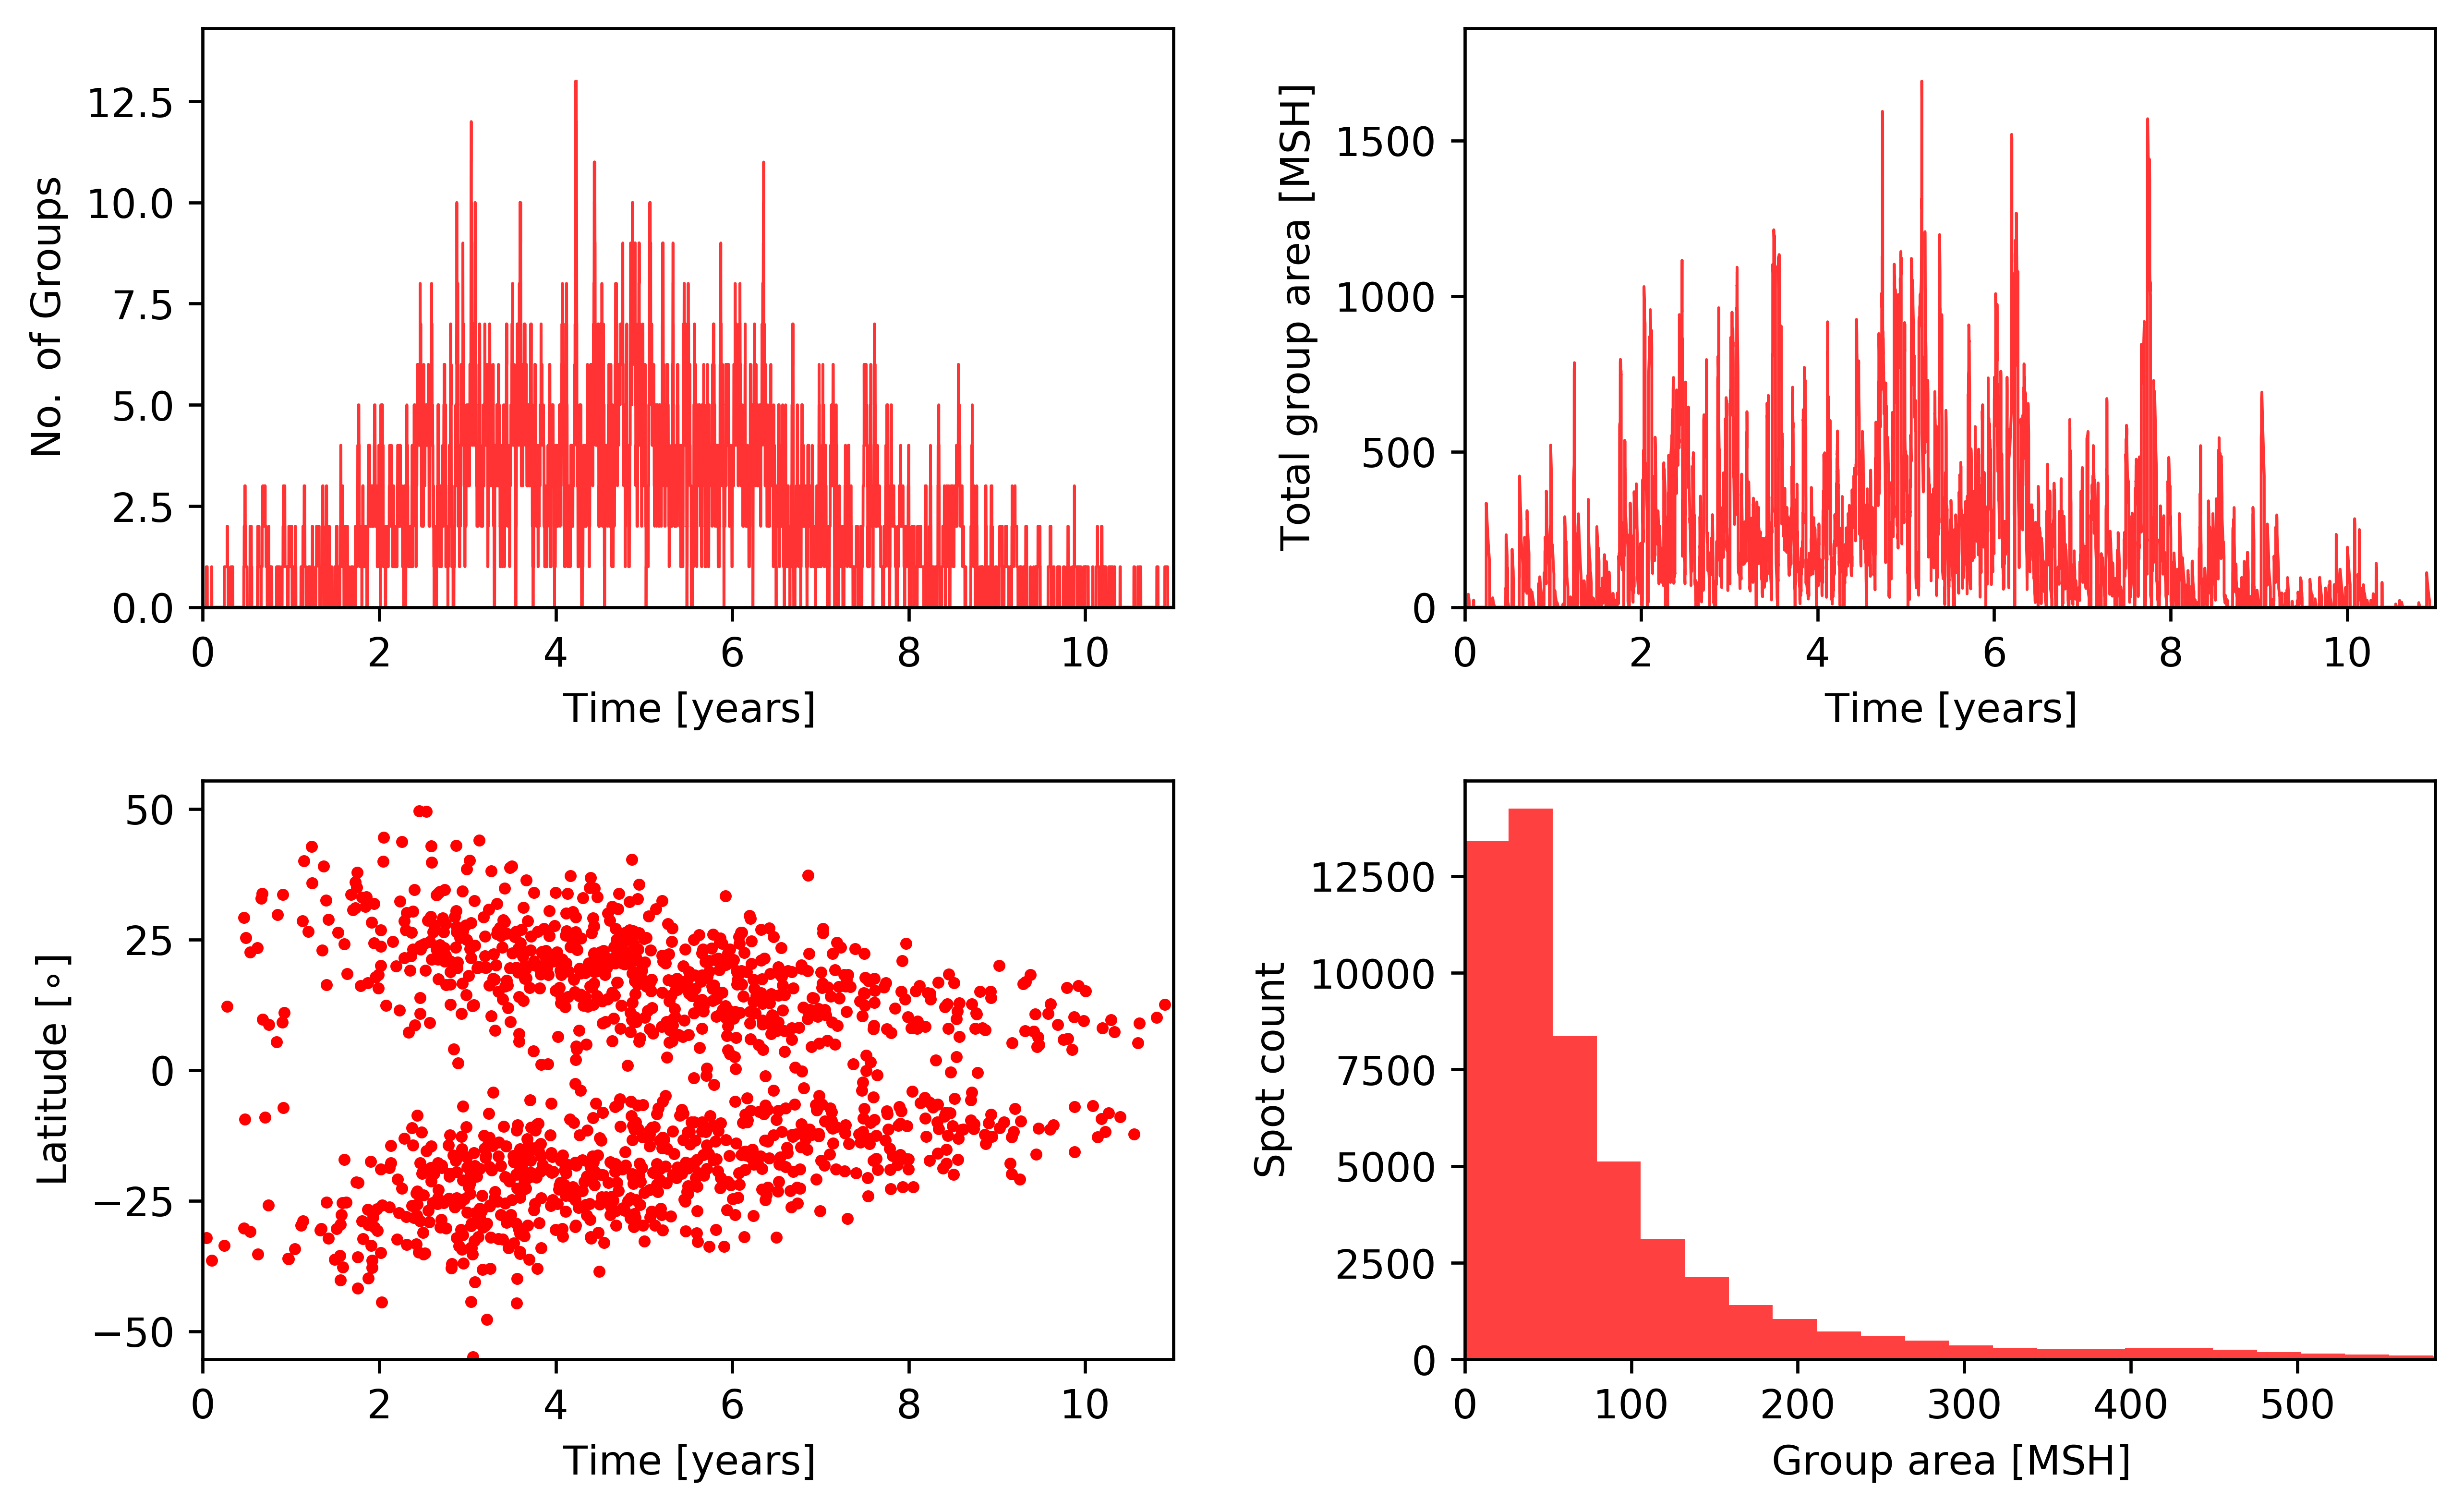 12.5
10.0
7.5
5.0
2.5
0.0
No. of Groups
0 2 4 6 8 10
Time [years]
1500
1000
500
0
Total group area [MSH]
0 2 4 6 8 10
Time [years]
50
25
0
−25
−50
Latitude [∘]
0 2 4 6 8 10
Time [years]
12500
10000
7500
5000
2500
0
Spot count
0 100 200 300 400 500
Group area [MSH]